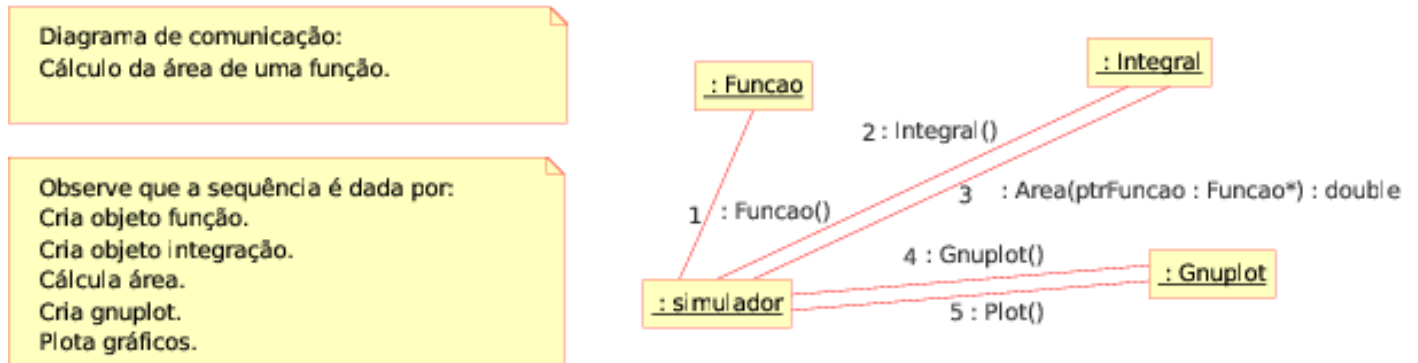 Diagrama de comunicação:
Cálculo da área de uma função.
Observe que a sequência é dada por:
Cria objeto função.
Cria objeto integração.
Cálcula área.
Cria gnuplot.
Plota gráficos.
: Funcao
: Integral
2 : Integral()
3 : Area(ptrFuncao : Funcao*) : double
1 : Funcao()
4 : Gnuplot()
: Gnuplot
: simulador
5 : Plot()